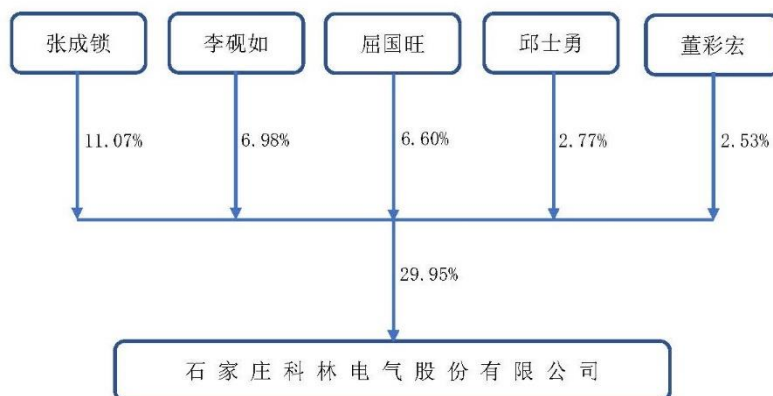 张成锁 李砚如 屈国旺 邱士勇 董彩宏
11.07% 6.98% 6.60% 2.77% 2.53%
29.95%
石家庄科林电气股份有限公司